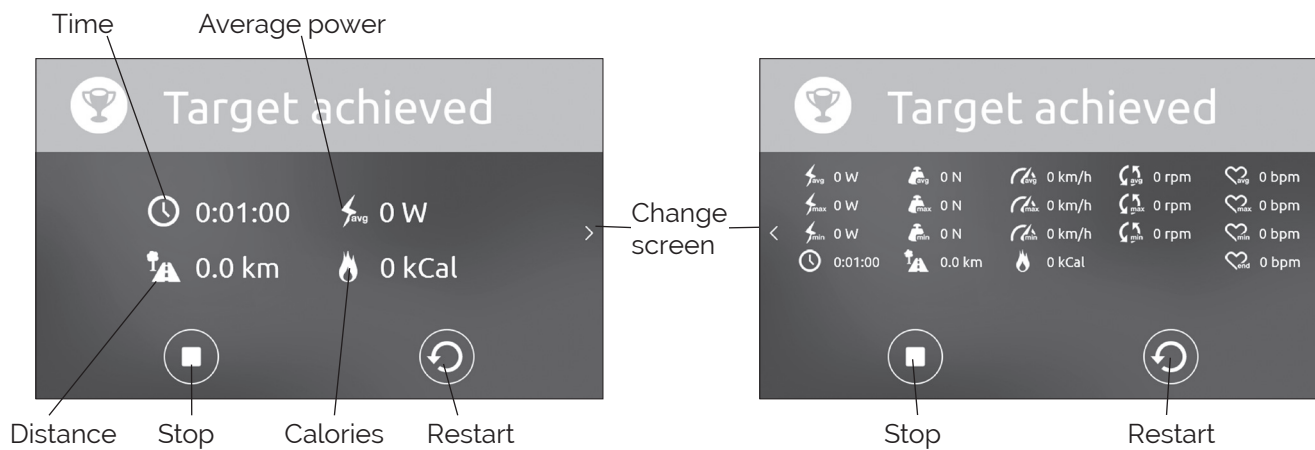 Time Average power
Target achieved
0:01:00 avg 0 W
0.0 km 0 kCal
>
Distance Stop Calories Restart
Change
screen
Target achieved
avg 0 W avg 0 N avg 0 km/h avg 0 rpm avg 0 bpm
max 0 W max 0 N max 0 km/h max 0 rpm max 0 bpm
min 0 W min 0 N min 0 km/h min 0 rpm min 0 bpm
0:01:00 0.0 km 0 kCal end 0 bpm
<
Stop Restart